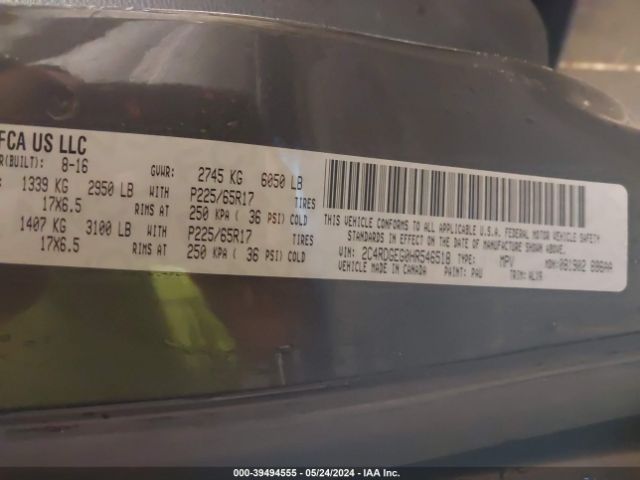 FCA US LLC
R(BUILT): 8-16 GVWR: 2745 KG 6050 LB
1339 KG 2950 LB WITH P225/65R17 TIRES
17X6.5 RIMS AT 250 KPA ( 36 PSI) COLD
1407 KG 3100 LB WITH P225/65R17 TIRES
17X6.5 RIMS AT 250 KPA ( 36 PSI) COLD
THIS VEHICLE CONFORMS TO ALL APPLICABLE U.S.A. FEDERAL MOTOR VEHICLE SAFETY
STANDARDS IN EFFECT ON THE DATE OF MANUFACTURE SHOWN ABOVE.
VIN: 2C4RDGEG0HR546518 TYPE: MPV
VEHICLE MADE IN CANADA PAINT: PAU TRIM: ALX9
000-39494555 - 05/24/2024 - IAA Inc.